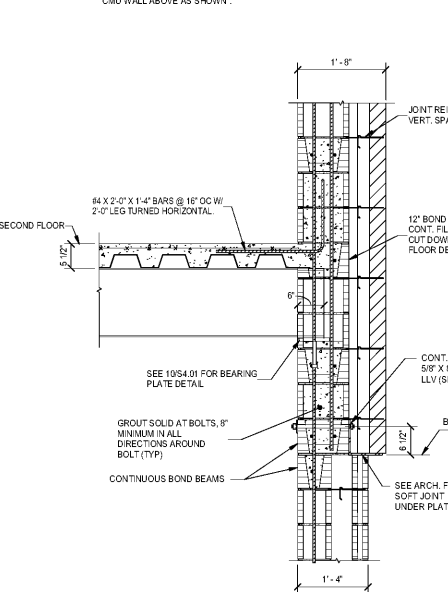 CMU WALL ABOVE AS SHOWN .
1' - 8"
JOINT REI
VERT. SPA
#4 X 2'-0" X 1'-4" BARS @ 16" OC W/
2'-0" LEG TURNED HORIZONTAL.
SECOND FLOOR
5 1/2"
12" BOND
CONT. FIL
CUT DOW
FLOOR DE
6"
SEE 10/S4.01 FOR BEARING
PLATE DETAIL
CONT.
5/8" X 8
LLV (S
GROUT SOLID AT BOLTS, 8"
MINIMUM IN ALL
DIRECTIONS AROUND
BOLT (TYP)
B
6 1/2"
CONTINUOUS BOND BEAMS
SEE ARCH. F
SOFT JOINT
UNDER PLAT
1' - 4"